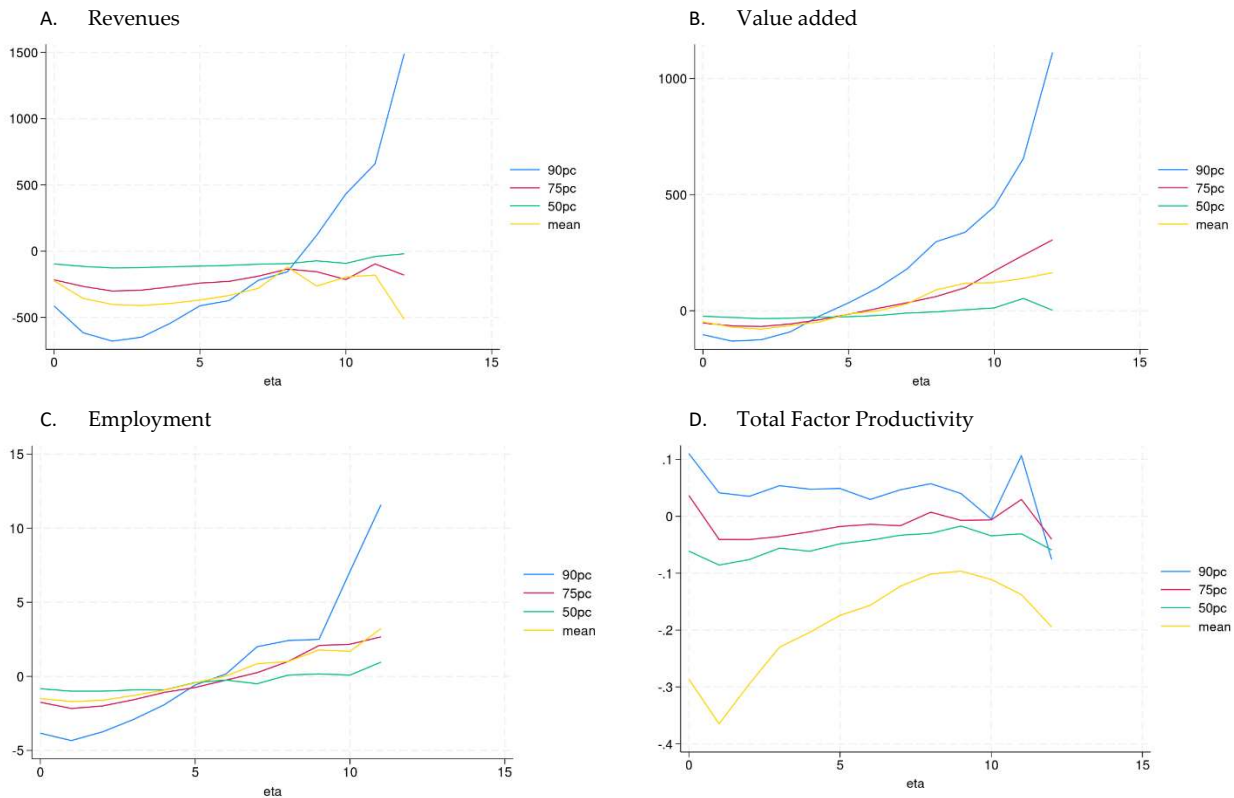 A. Revenues
1500
1000
500
0
-500
0
5
10
15
eta
90pc
75pc
50pc
mean
B. Value added
1000
500
0
0
5
10
15
eta
90pc
75pc
50pc
mean
C. Employment
15
10
5
0
-5
0
5
10
15
eta
90pc
75pc
50pc
mean
D. Total Factor Productivity
.1
0
-.1
-.2
-.3
-.4
0
5
10
15
eta
90pc
75pc
50pc
mean